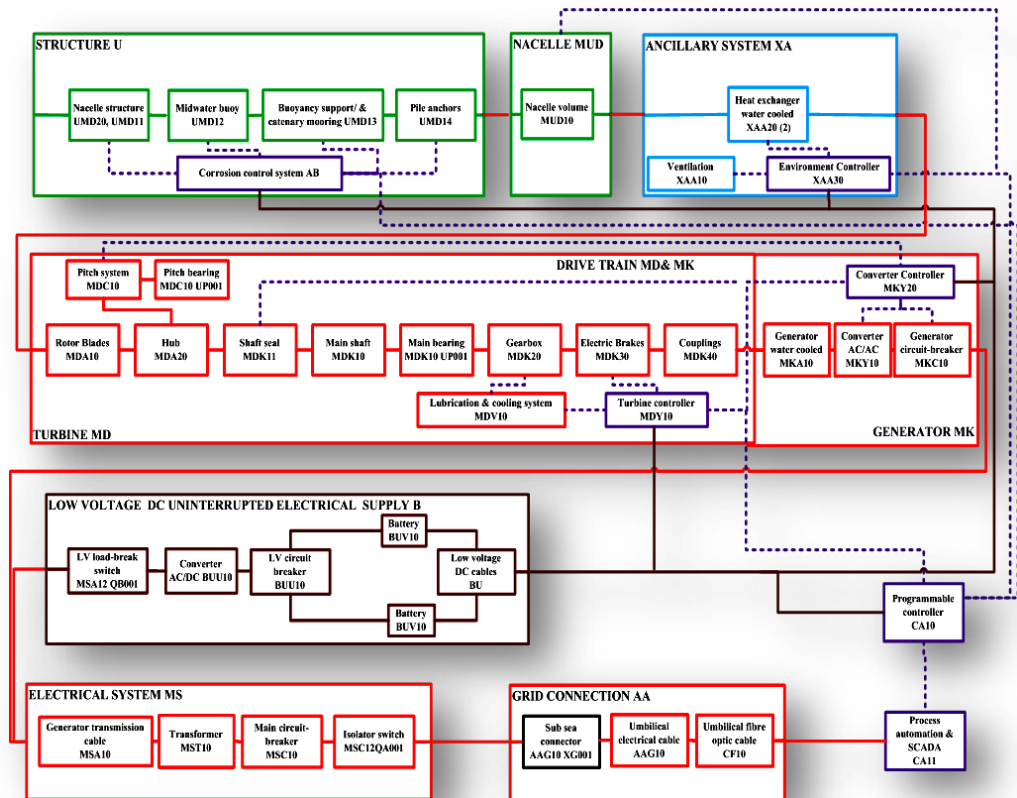 STRUCTURE U
Nacelle structure
UMD20, UMD11
Midwater buoy
UMD12
Buoyancy support/ &
catenary mooring UMD13
Pile anchors
UMD14
Corrosion control system AB
NACELLE MUD
Nacelle volume
MUD10
ANCILLARY SYSTEM XA
Heat exchanger
water cooled
XAA20 (2)
Ventilation
XAA10
Environment Controller
XAA30
DRIVE TRAIN MD& MK
Pitch system
MDC10
Pitch bearing
MDC10 UP001
Converter Controller
MKY20
Rotor Blades
MDA10
Hub
MDA20
Shaft seal
MDK11
Main shaft
MDK10
Main bearing
MDK10 UP001
Gearbox
MDK20
Electric Brakes
MDK30
Couplings
MDK40
Generator
water cooled
MKA10
Converter
AC/AC
MKY10
Generator
circuit-breaker
MKC10
Lubrication & cooling system
MDV10
Turbine controller
MDY10
TURBINE MD
GENERATOR MK
LOW VOLTAGE DC UNINTERRUPTED ELECTRICAL SUPPLY B
LV load-break
switch
MSA12 QB001
Converter
AC/DC BUU10
LV circuit
breaker
BUU10
Battery
BUV10
Battery
BUV10
Low voltage
DC cables
BU
Programmable
controller
CA10
ELECTRICAL SYSTEM MS
Generator transmission
cable
MSA10
Transformer
MST10
Main circuit-
breaker
MSC10
Isolator switch
MSC12QA001
GRID CONNECTION AA
Sub sea
connector
AAG10 XG001
Umbilical
electrical cable
AAG10
Umbilical fibre
optic cable
CF10
Process
automation &
SCADA
CA11